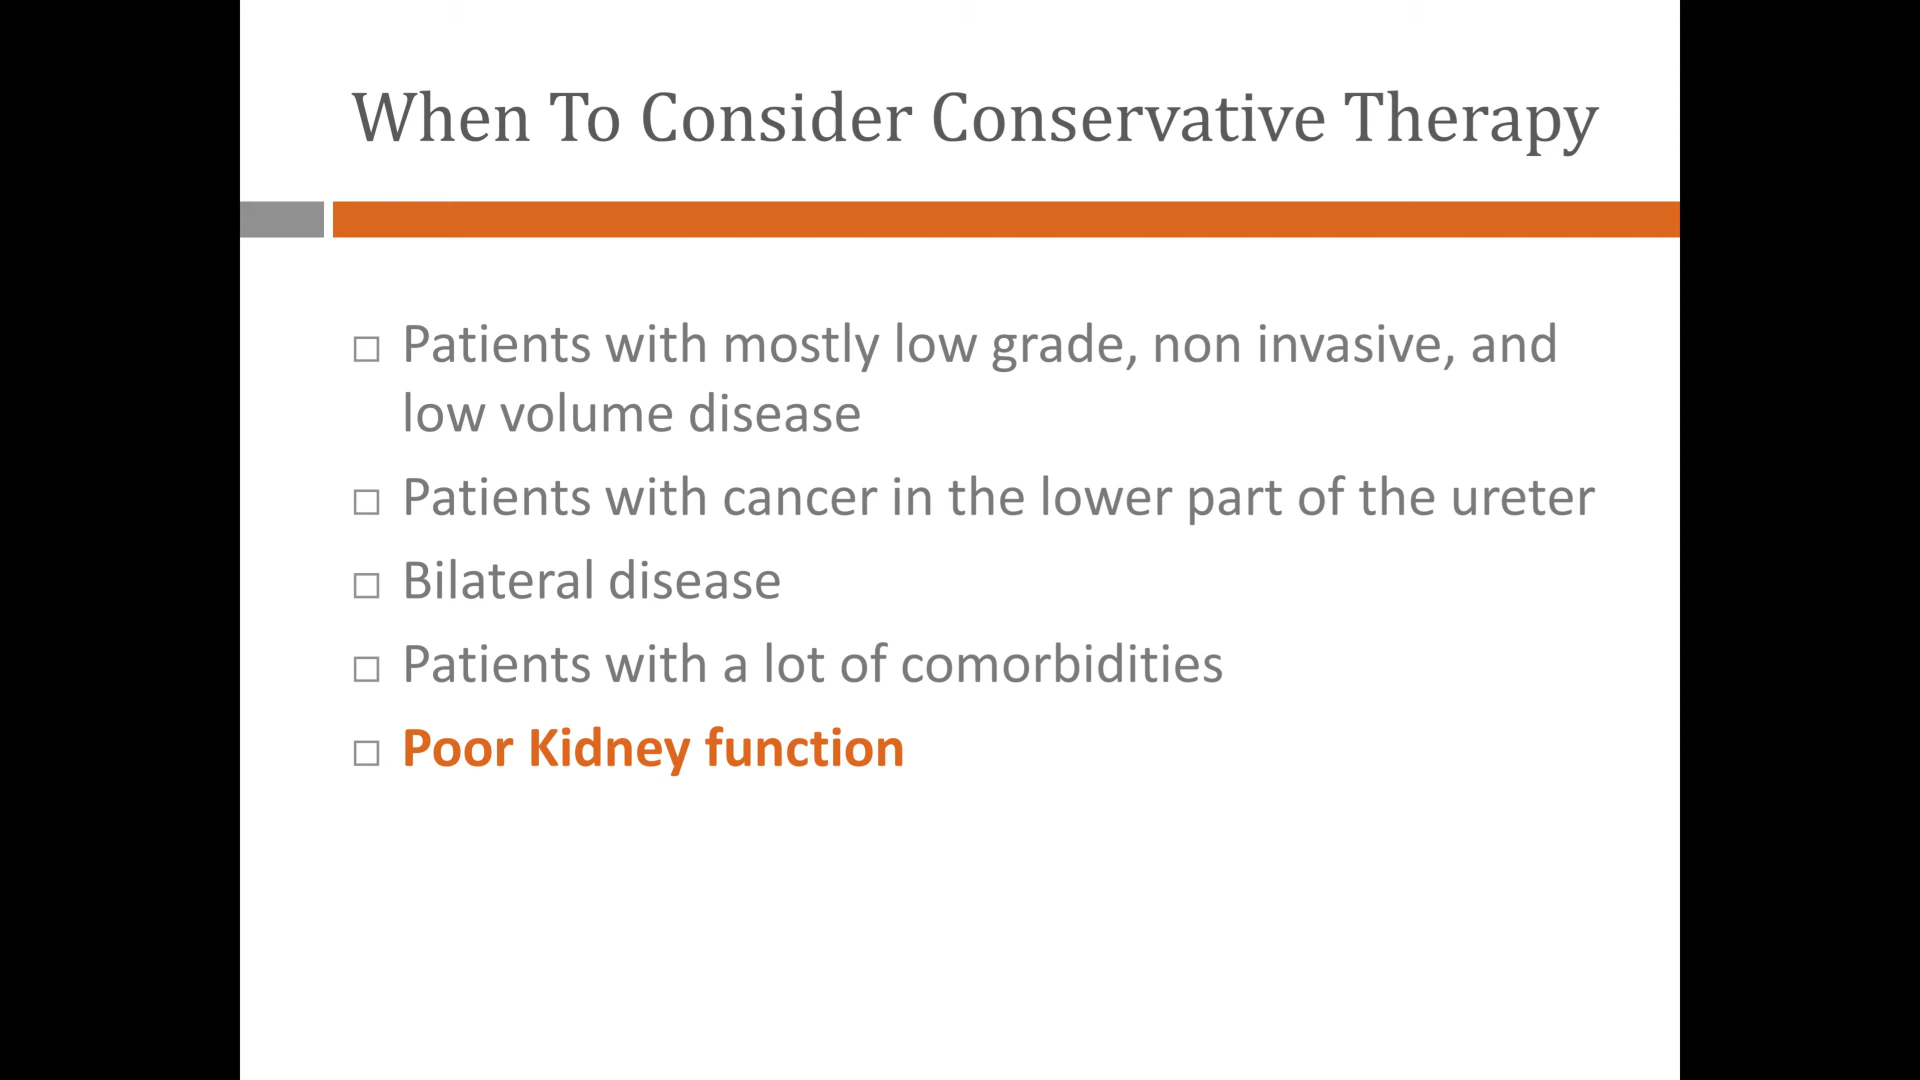 When To Consider Conservative Therapy
Patients with mostly low grade, non invasive, and
low volume disease
Patients with cancer in the lower part of the ureter
Bilateral disease
Patients with a lot of comorbidities
Poor Kidney function